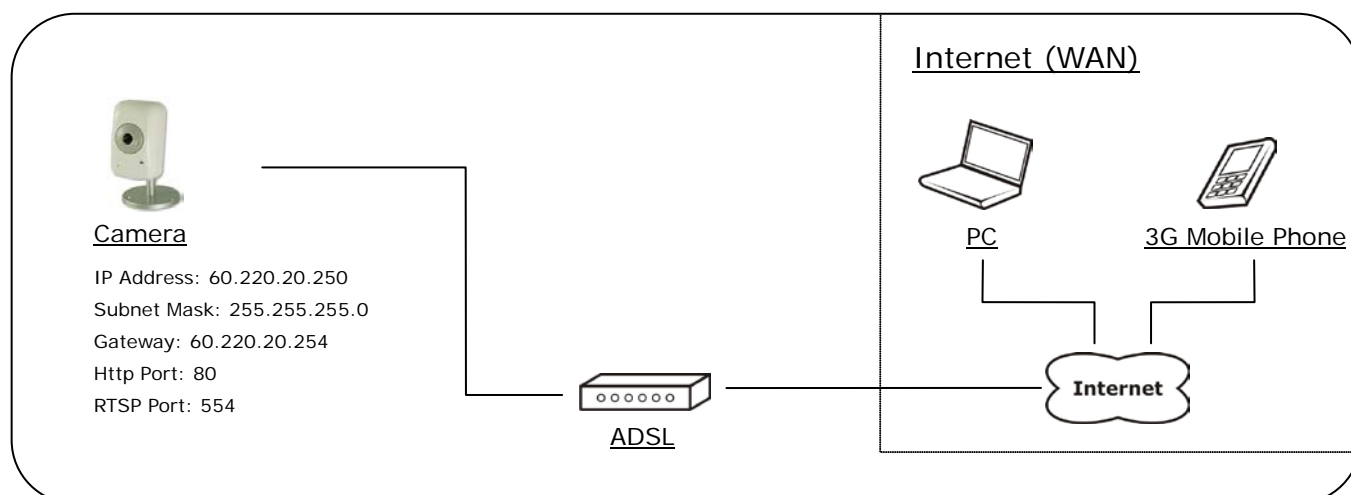 Internet (WAN)
Camera
IP Address: 60.220.20.250
Subnet Mask: 255.255.255.0
Gateway: 60.220.20.254
Http Port: 80
RTSP Port: 554
PC
3G Mobile Phone
Internet
ADSL